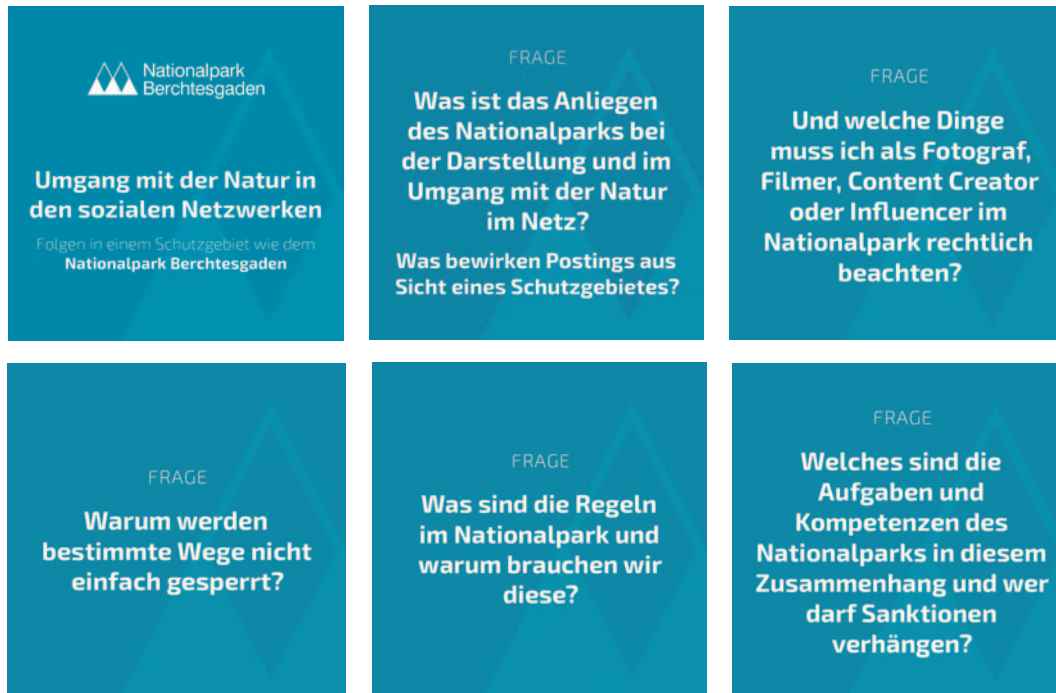 Nationalpark
Berchtesgaden
Umgang mit der Natur in
den sozialen Netzwerken
Folgen in einem Schutzgebiet wie dem
Nationalpark Berchtesgaden
FRAGE
Was ist das Anliegen
des Nationalparks bei
der Darstellung und im
Umgang mit der Natur
im Netz?
Was bewirken Postings aus
Sicht eines Schutzgebietes?
FRAGE
Und welche Dinge
muss ich als Fotograf,
Filmer, Content Creator
oder Influencer im
Nationalpark rechtlich
beachten?
FRAGE
Warum werden
bestimmte Wege nicht
einfach gesperrt?
FRAGE
Was sind die Regeln
im Nationalpark und
warum brauchen wir
diese?
FRAGE
Welches sind die
Aufgaben und
Kompetenzen des
Nationalparks in diesem
Zusammenhang und wer
darf Sanktionen
verhängen?